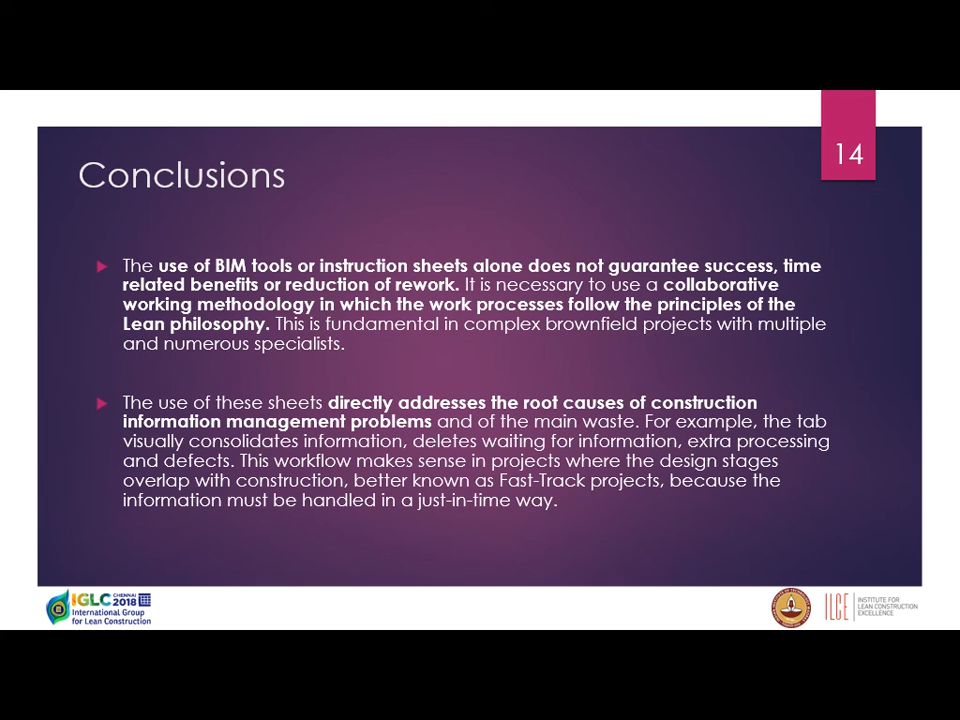 14
Conclusions
The use of BIM tools or instruction sheets alone does not guarantee success, time
related benefits or reduction of rework. It is necessary to use a collaborative
working methodology in which the work processes follow the principles of the
Lean philosophy. This is fundamental in complex brownfield projects with multiple
and numerous specialists.
The use of these sheets directly addresses the root causes of construction
information management problems and of the main waste. For example, the tab
visually consolidates information, deletes waiting for information, extra processing
and defects. This workflow makes sense in projects where the design stages
overlap with construction, better known as Fast-Track projects, because the
information must be handled in a just-in-time way.
IGLC CHENNAI 2018
International Group
for Lean Construction
ILCE
INSTITUTE FOR
LEAN CONSTRUCTION
EXCELLENCE